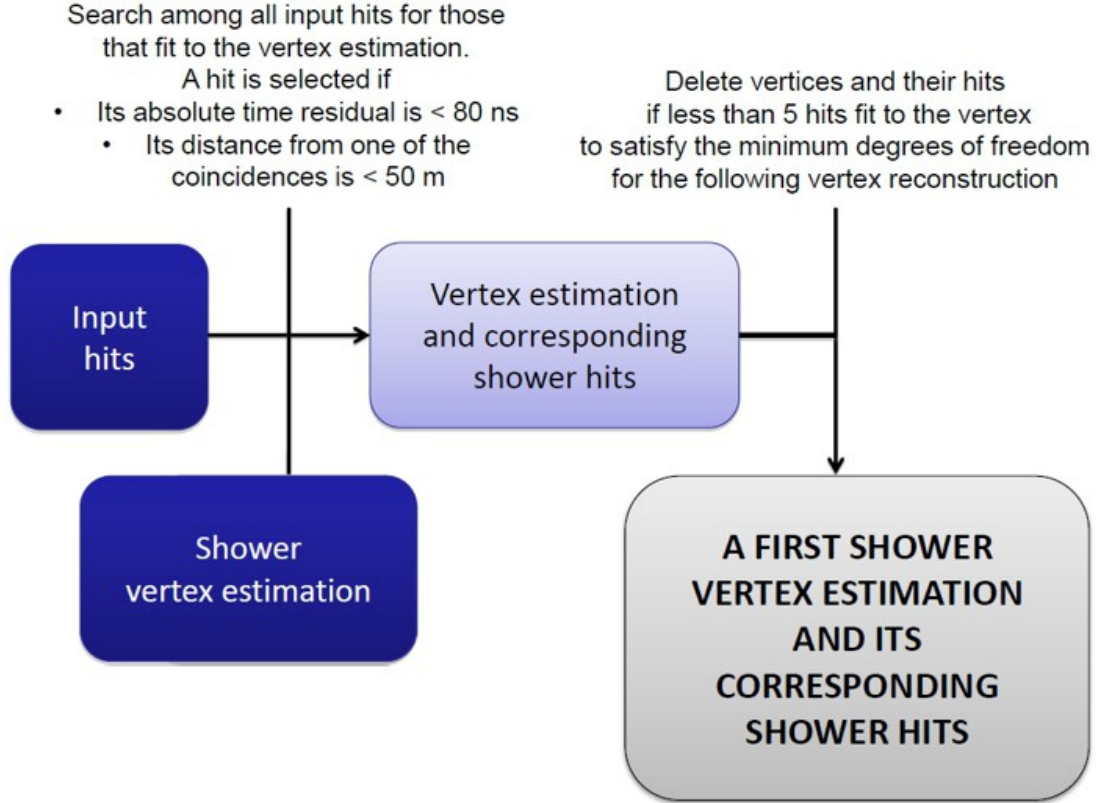 Search among all input hits for those
that fit to the vertex estimation.
A hit is selected if
• Its absolute time residual is < 80 ns
• Its distance from one of the
coincidences is < 50 m
Delete vertices and their hits
if less than 5 hits fit to the vertex
to satisfy the minimum degrees of freedom
for the following vertex reconstruction
Input
hits
Vertex estimation
and corresponding
shower hits
Shower
vertex estimation
A FIRST SHOWER
VERTEX ESTIMATION
AND ITS
CORRESPONDING
SHOWER HITS